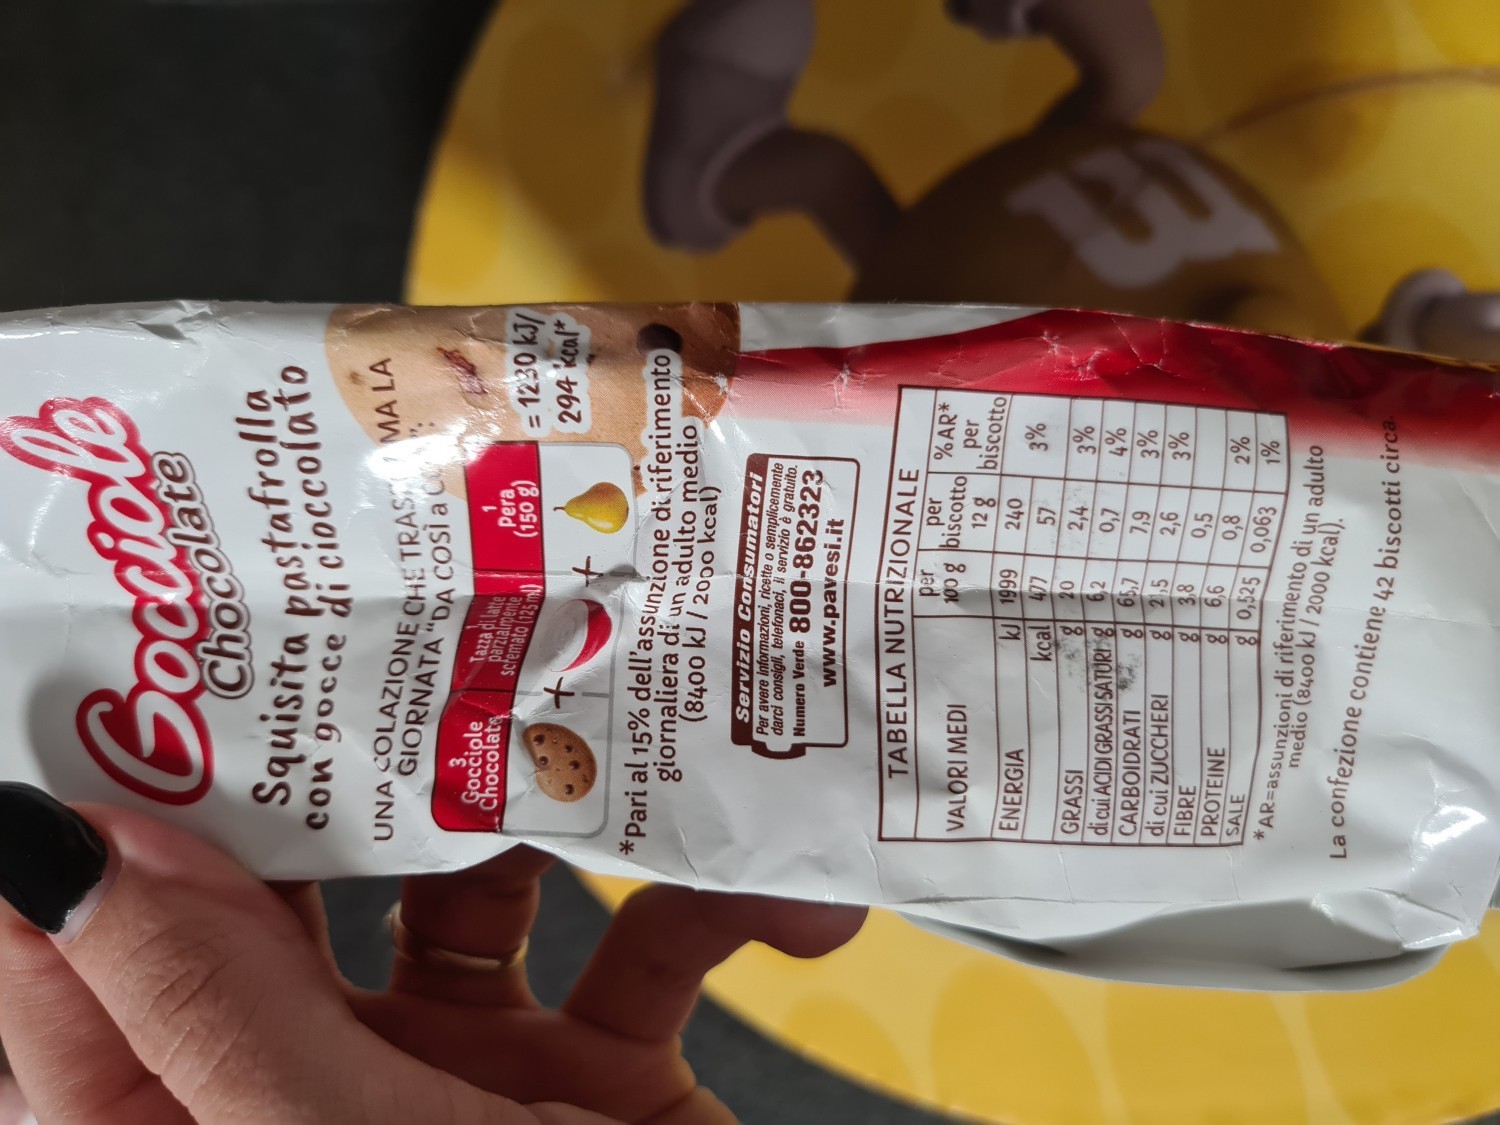 Gocciole
Chocolate
Squisita pastafrolla
con gocce di cioccolato
UNA COLAZIONE CHE TRAS MA LA
GIORNATA "DA COSÌ a C
3
Gocciole
Chocolate
1
Tazza di latte
parzialmente
scremato (125 ml)
1
Pera
(150 g)
+
+
= 1230 kJ/
294 kcal*
*Pari al 15% dell'assunzione di riferimento
giornaliera di un adulto medio
(8400 kJ / 2000 kcal)
Servizio Consumatori
Per avere informazioni, ricette o semplicemente
darci consigli, telefonaci, il servizio è gratuito.
Numero Verde 800-862323
www.pavesi.it
TABELLA NUTRIZIONALE
VALORI MEDI per 100 g per biscotto 12 g %AR* per biscotto
ENERGIA kJ 1999 240
kcal 477 57 3%
GRASSI g 20 2,4 3%
di cui ACIDI GRASSI SATURI g 6,2 0,7 4%
CARBOIDRATI g 65,7 7,9 3%
di cui ZUCCHERI g 21,5 2,6 3%
FIBRE g 3,8 0,5
PROTEINE g 6,6 0,8 2%
SALE g 0,525 0,063 1%
*AR=assunzioni di riferimento di un adulto
medio (8400 kJ / 2000 kcal).
La confezione contiene 42 biscotti circa.